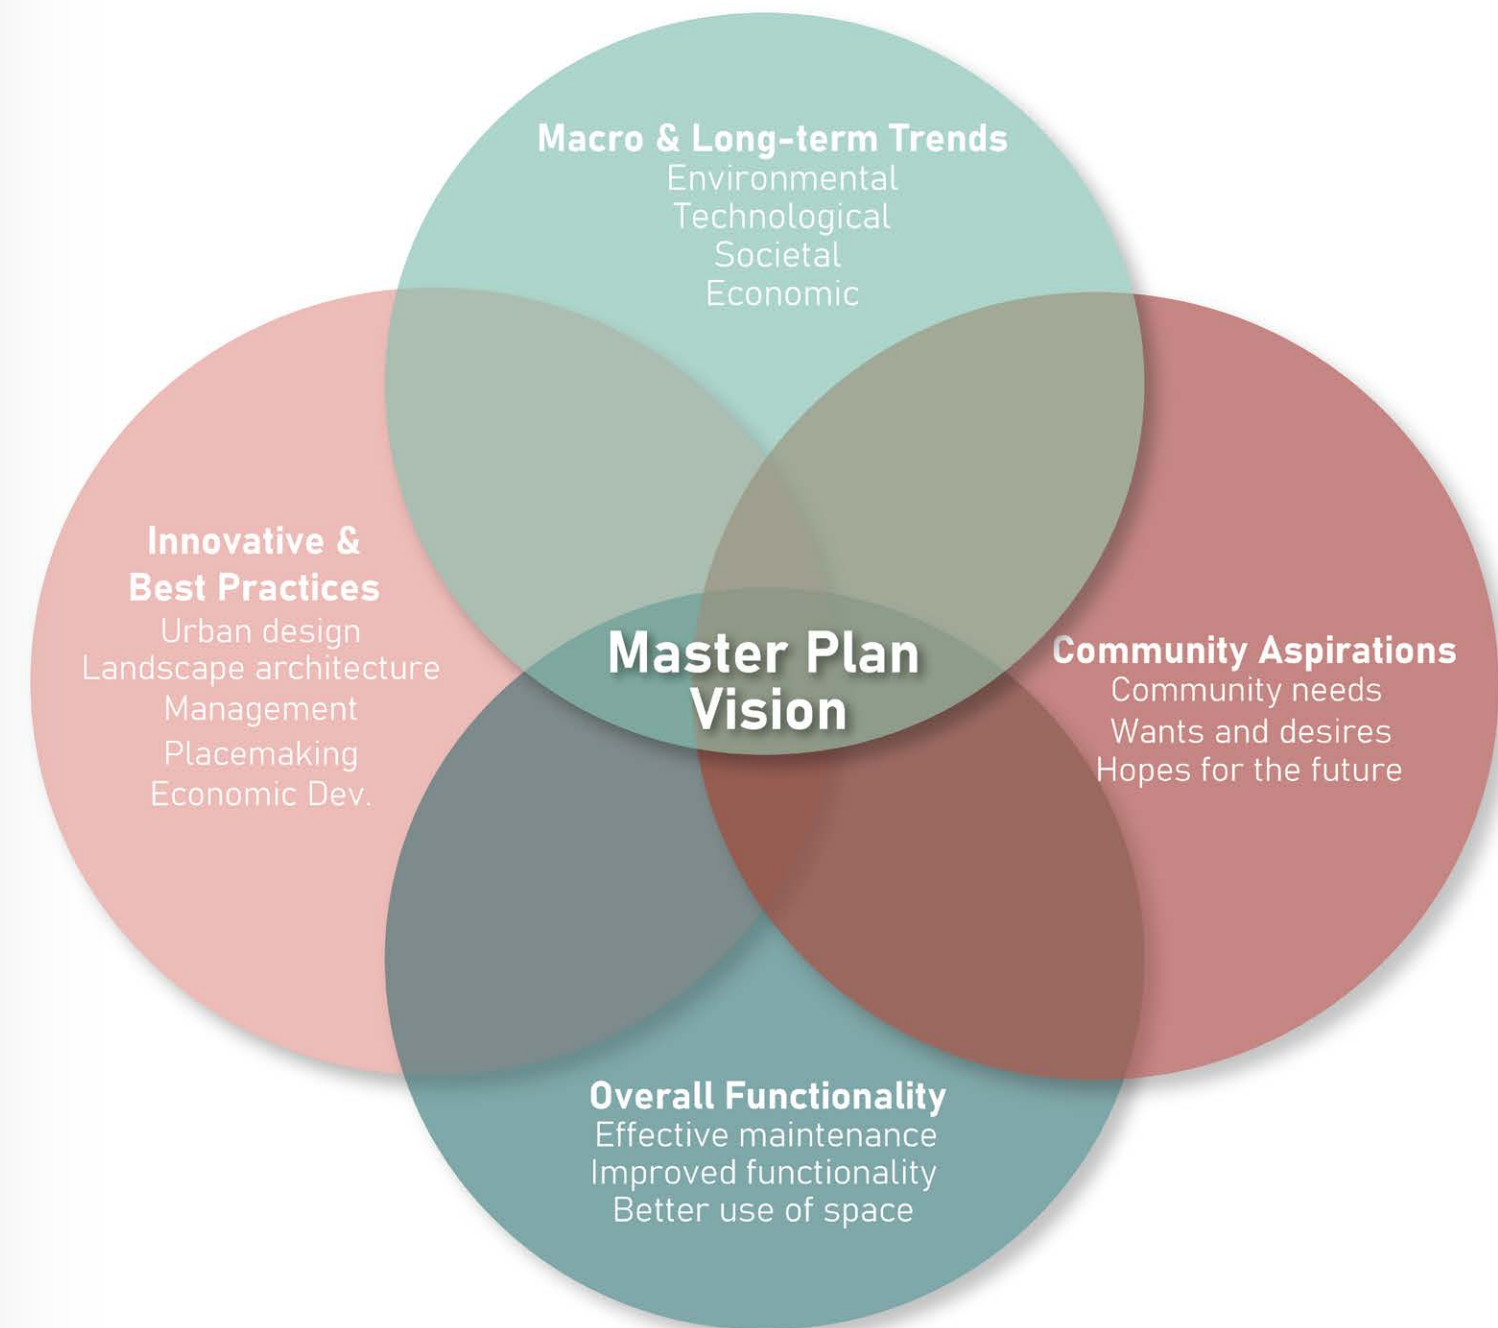 Macro & Long-term Trends
Environmental
Technological
Societal
Economic
Innovative &
Best Practices
Urban design
Landscape architecture
Management
Placemaking
Economic Dev.
Master Plan
Vision
Community Aspirations
Community needs
Wants and desires
Hopes for the future
Overall Functionality
Effective maintenance
Improved functionality
Better use of space